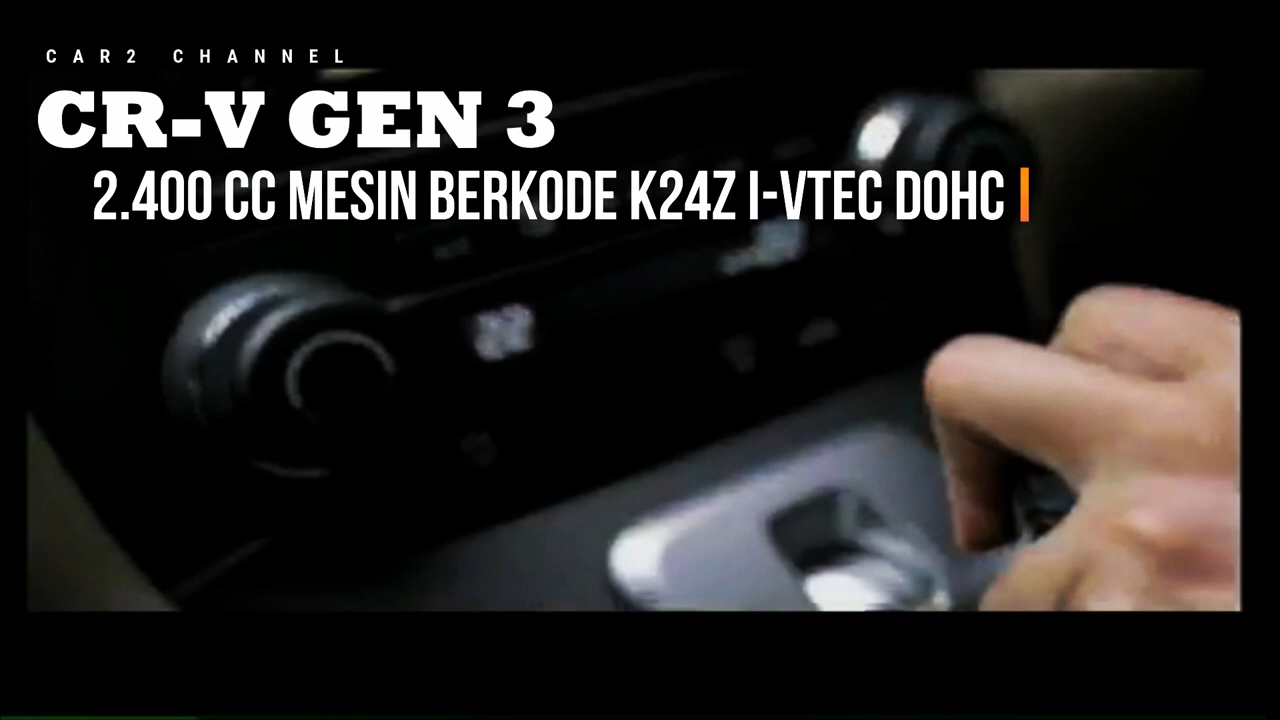 CAR2 CHANNEL
CR-V GEN 3
2.400 CC MESIN BERKODE K24Z I-VTEC DOHC